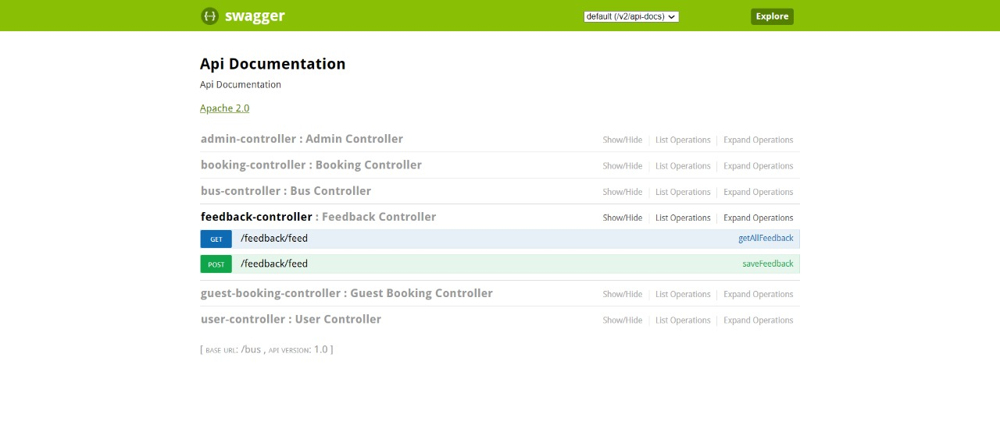 {···} swagger default (/v2/api-docs) Explore
Api Documentation
Api Documentation
Apache 2.0
admin-controller : Admin Controller Show/Hide List Operations Expand Operations
booking-controller : Booking Controller Show/Hide List Operations Expand Operations
bus-controller : Bus Controller Show/Hide List Operations Expand Operations
feedback-controller : Feedback Controller Show/Hide List Operations Expand Operations
GET /feedback/feed getAllFeedback
POST /feedback/feed saveFeedback
guest-booking-controller : Guest Booking Controller Show/Hide List Operations Expand Operations
user-controller : User Controller Show/Hide List Operations Expand Operations
[ BASE URL: /bus , API VERSION: 1.0 ]